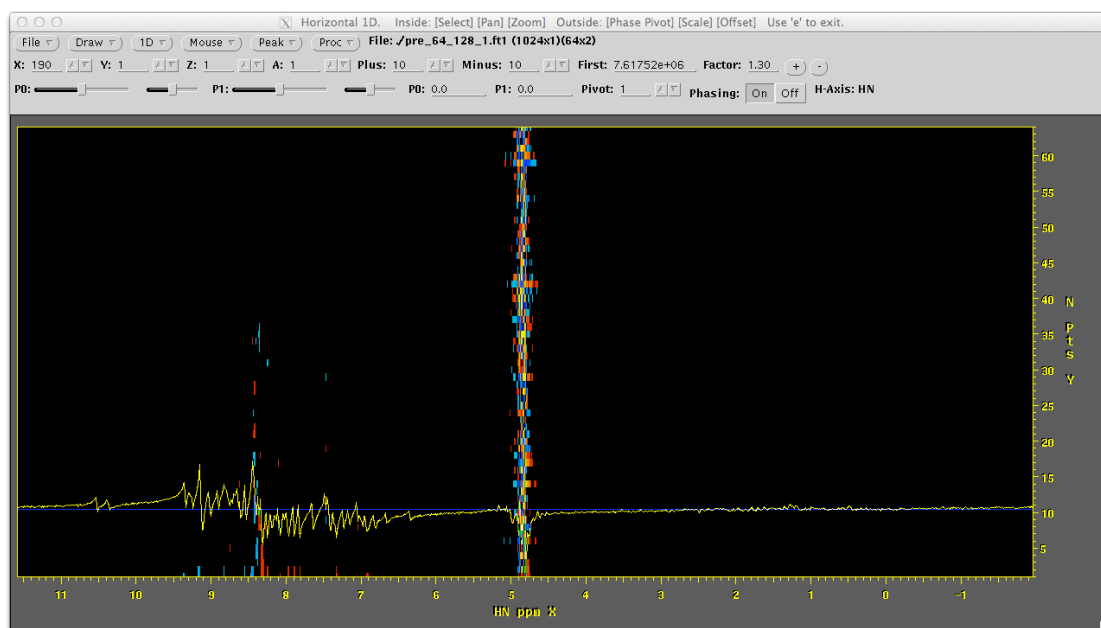 Horizontal 1D. Inside: [Select] [Pan] [Zoom] Outside: [Phase Pivot] [Scale] [Offset] Use 'e' to exit.
File Draw 1D Mouse Peak Proc File: ./pre_64_128_1.ft1 (1024x1)(64x2)
X: 190 Y: 1 Z: 1 A: 1 Plus: 10 Minus: 10 First: 7.61752e+06 Factor: 1.30 + -
P0: P1: P0: 0.0 P1: 0.0 Pivot: 1 Phasing: On Off H-Axis: HN
60
55
50
45
40
35
30
25
20
15
10
5
N Pts Y
11 10 9 8 7 6 5 4 3 2 1 0 -1
HN ppm X